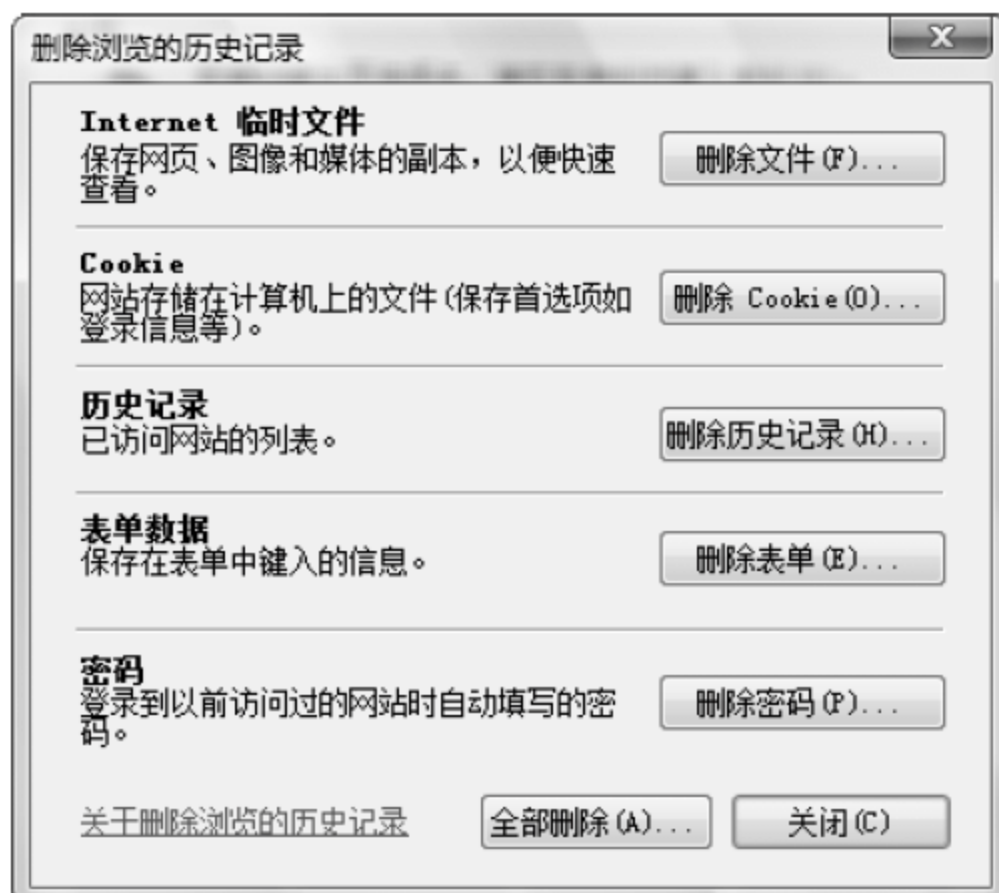 删除浏览的历史记录
Internet 临时文件
保存网页、图像和媒体的副本，以便快速
查看。
删除文件(F)...
Cookie
网站存储在计算机上的文件(保存首选项如
登录信息等)。
删除 Cookie(O)...
历史记录
已访问网站的列表。
删除历史记录(H)...
表单数据
保存在表单中键入的信息。
删除表单(E)...
密码
登录到以前访问过的网站时自动填写的密
码。
删除密码(P)...
关于删除浏览的历史记录
全部删除(A)...
关闭(C)